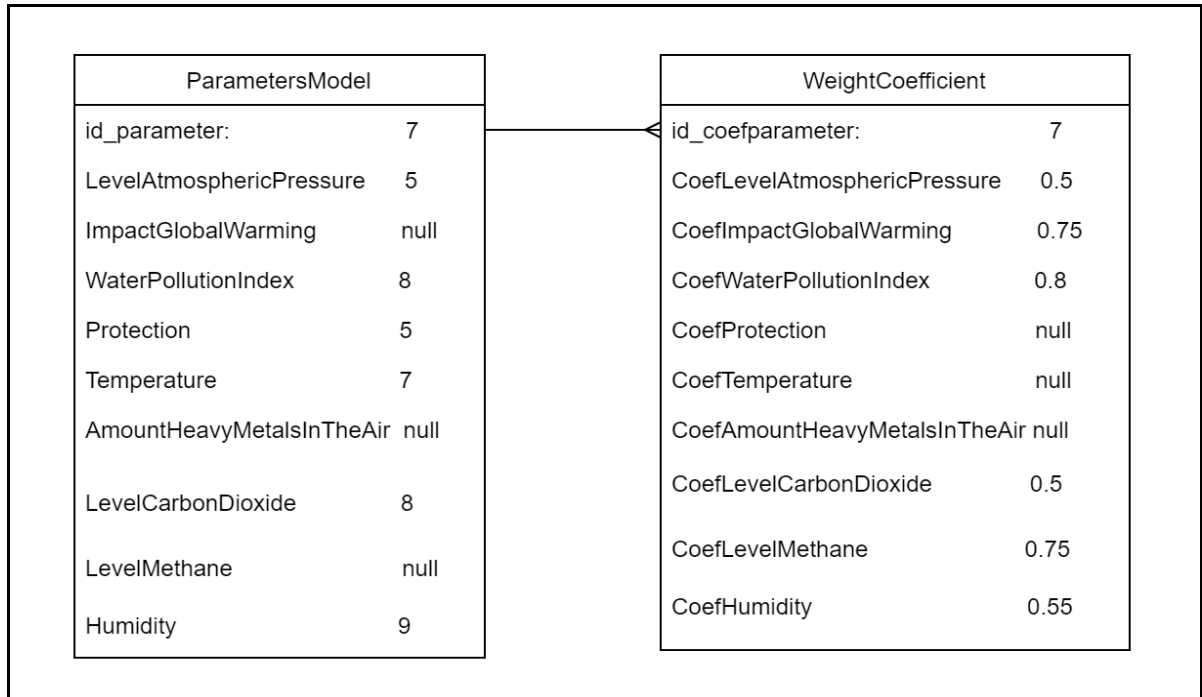 ParametersModel
id_parameter: 7
LevelAtmosphericPressure 5
ImpactGlobalWarming null
WaterPollutionIndex 8
Protection 5
Temperature 7
AmountHeavyMetalsInTheAir null
LevelCarbonDioxide 8
LevelMethane null
Humidity 9
WeightCoefficient
id_coefparameter: 7
CoefLevelAtmosphericPressure 0.5
CoefImpactGlobalWarming 0.75
CoefWaterPollutionIndex 0.8
CoefProtection null
CoefTemperature null
CoefAmountHeavyMetalsInTheAir null
CoefLevelCarbonDioxide 0.5
CoefLevelMethane 0.75
CoefHumidity 0.55